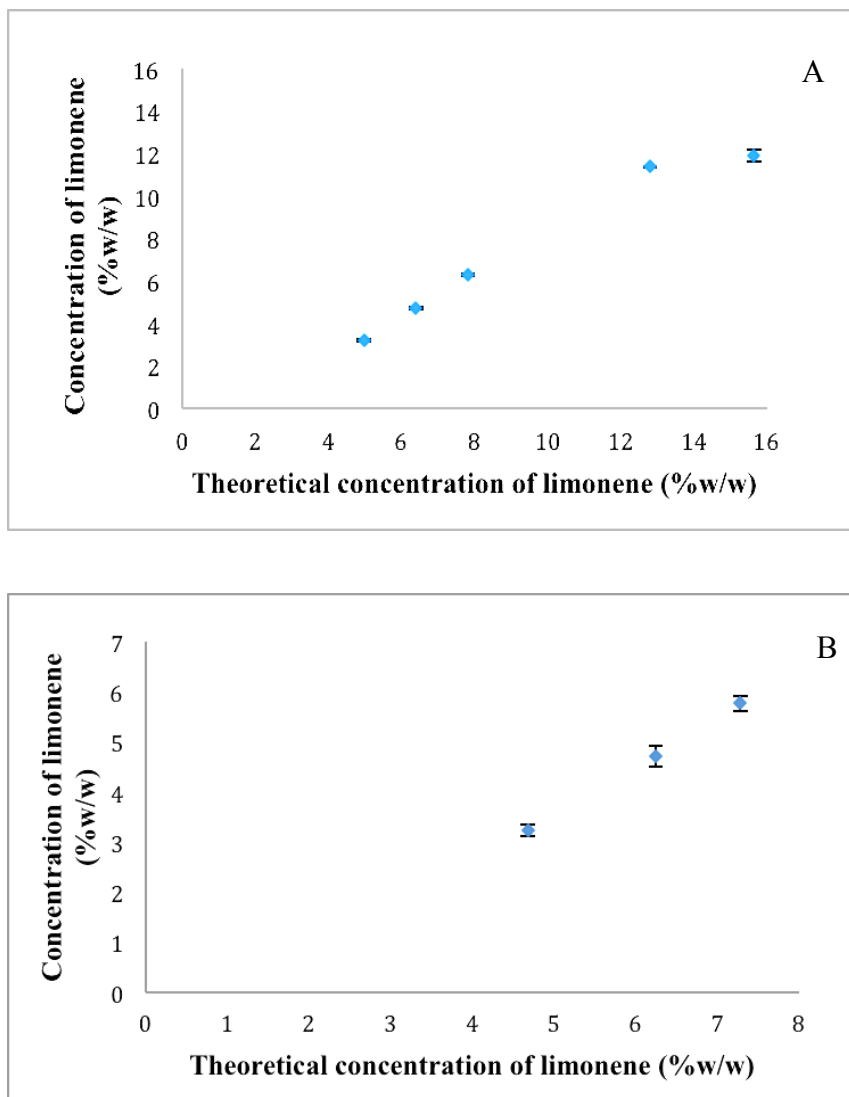 A
Concentration of limonene
(%w/w)
16
14
12
10
8
6
4
2
0
0 2 4 6 8 10 12 14 16
Theoretical concentration of limonene (%w/w)
B
Concentration of limonene
(%w/w)
7
6
5
4
3
2
1
0
0 1 2 3 4 5 6 7 8
Theoretical concentration of limonene (%w/w)